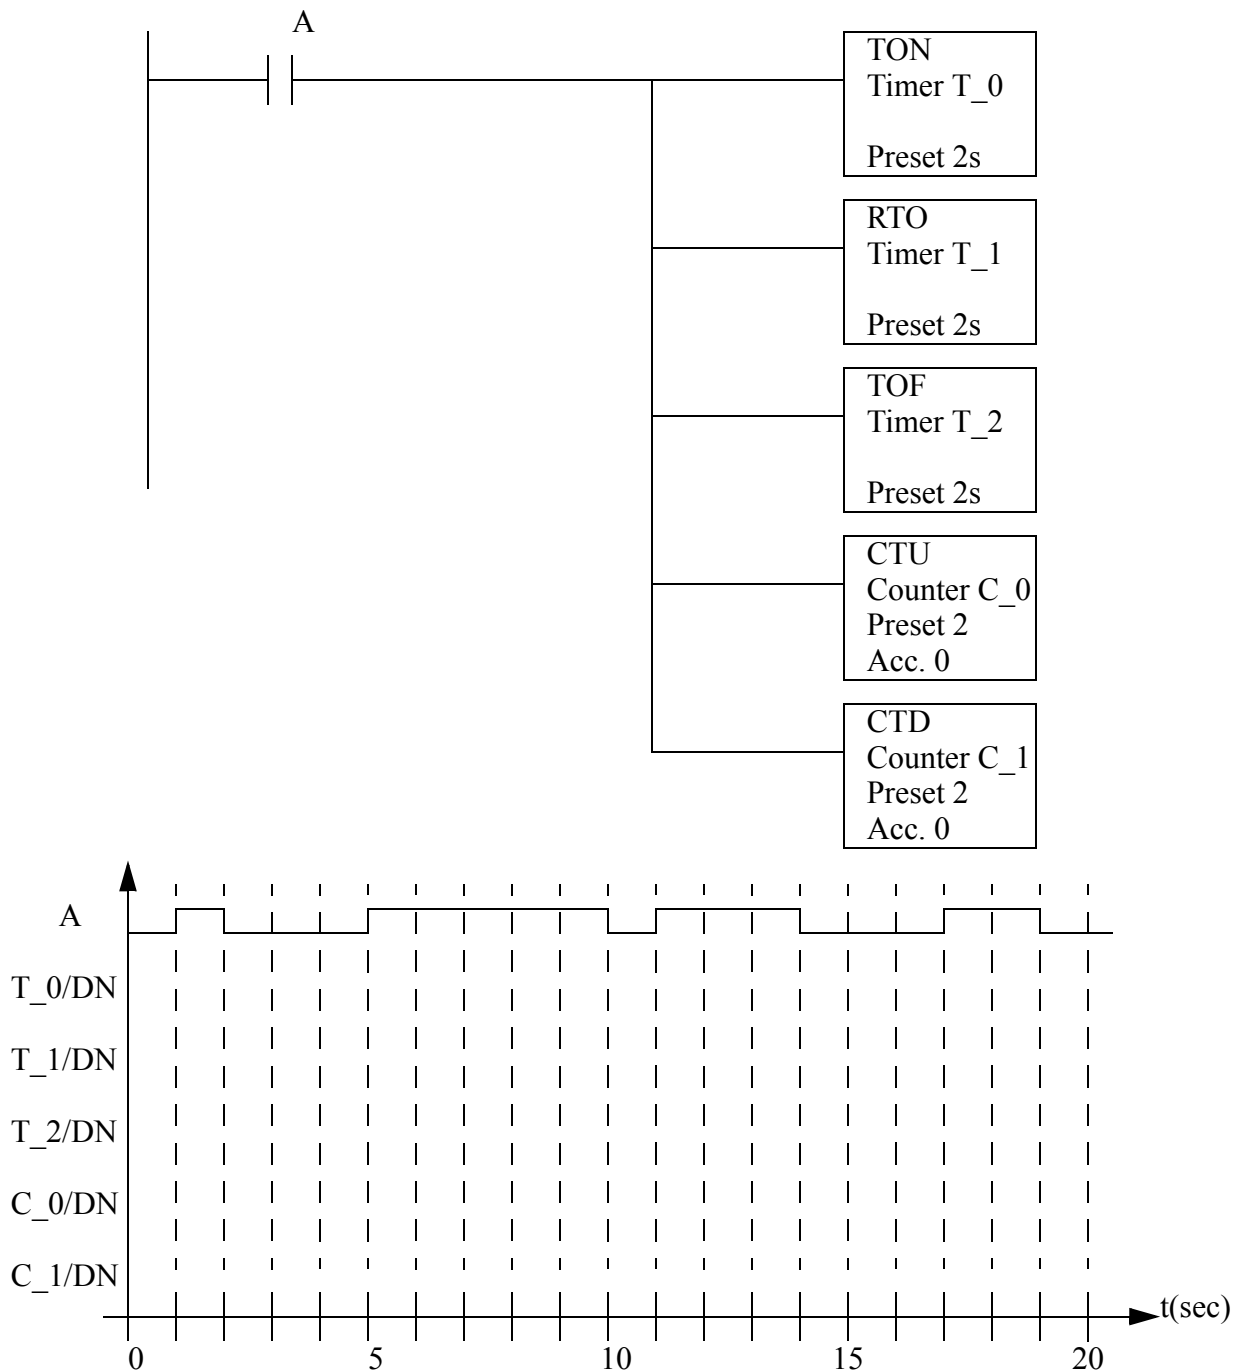 A
TON
Timer T_0
Preset 2s
RTO
Timer T_1
Preset 2s
TOF
Timer T_2
Preset 2s
CTU
Counter C_0
Preset 2
Acc. 0
CTD
Counter C_1
Preset 2
Acc. 0
A
T_0/DN
T_1/DN
T_2/DN
C_0/DN
C_1/DN
t(sec)
0 5 10 15 20